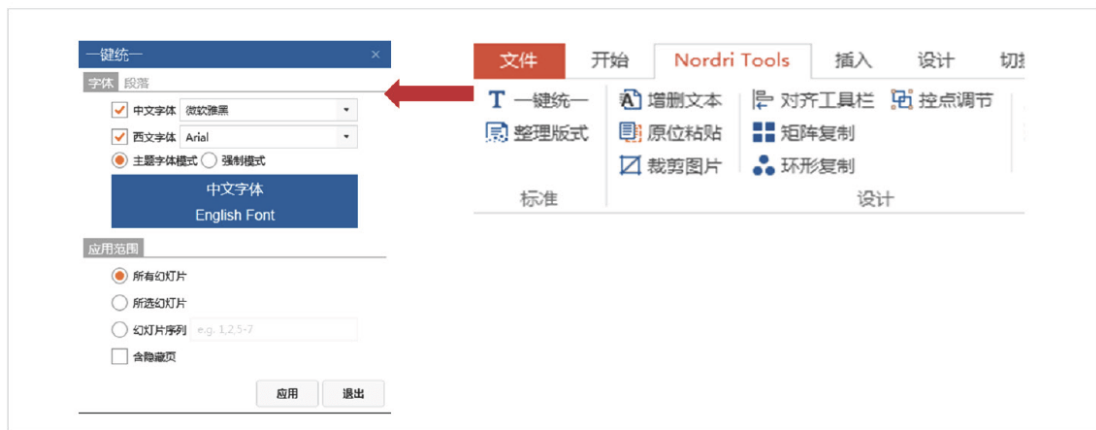 一键统一
字体 段落
中文字体 微软雅黑
西文字体 Arial
主题字体模式 强制模式
中文字体
English Font
应用范围
所有幻灯片
所选幻灯片
幻灯片序列 e.g. 1,2,5-7
含隐藏页
应用 退出
文件 开始 Nordri Tools 插入 设计
T 一键统一 增删文本 对齐工具栏 控点调节
整理版式 原位粘贴 矩阵复制
裁剪图片 环形复制
标准 设计